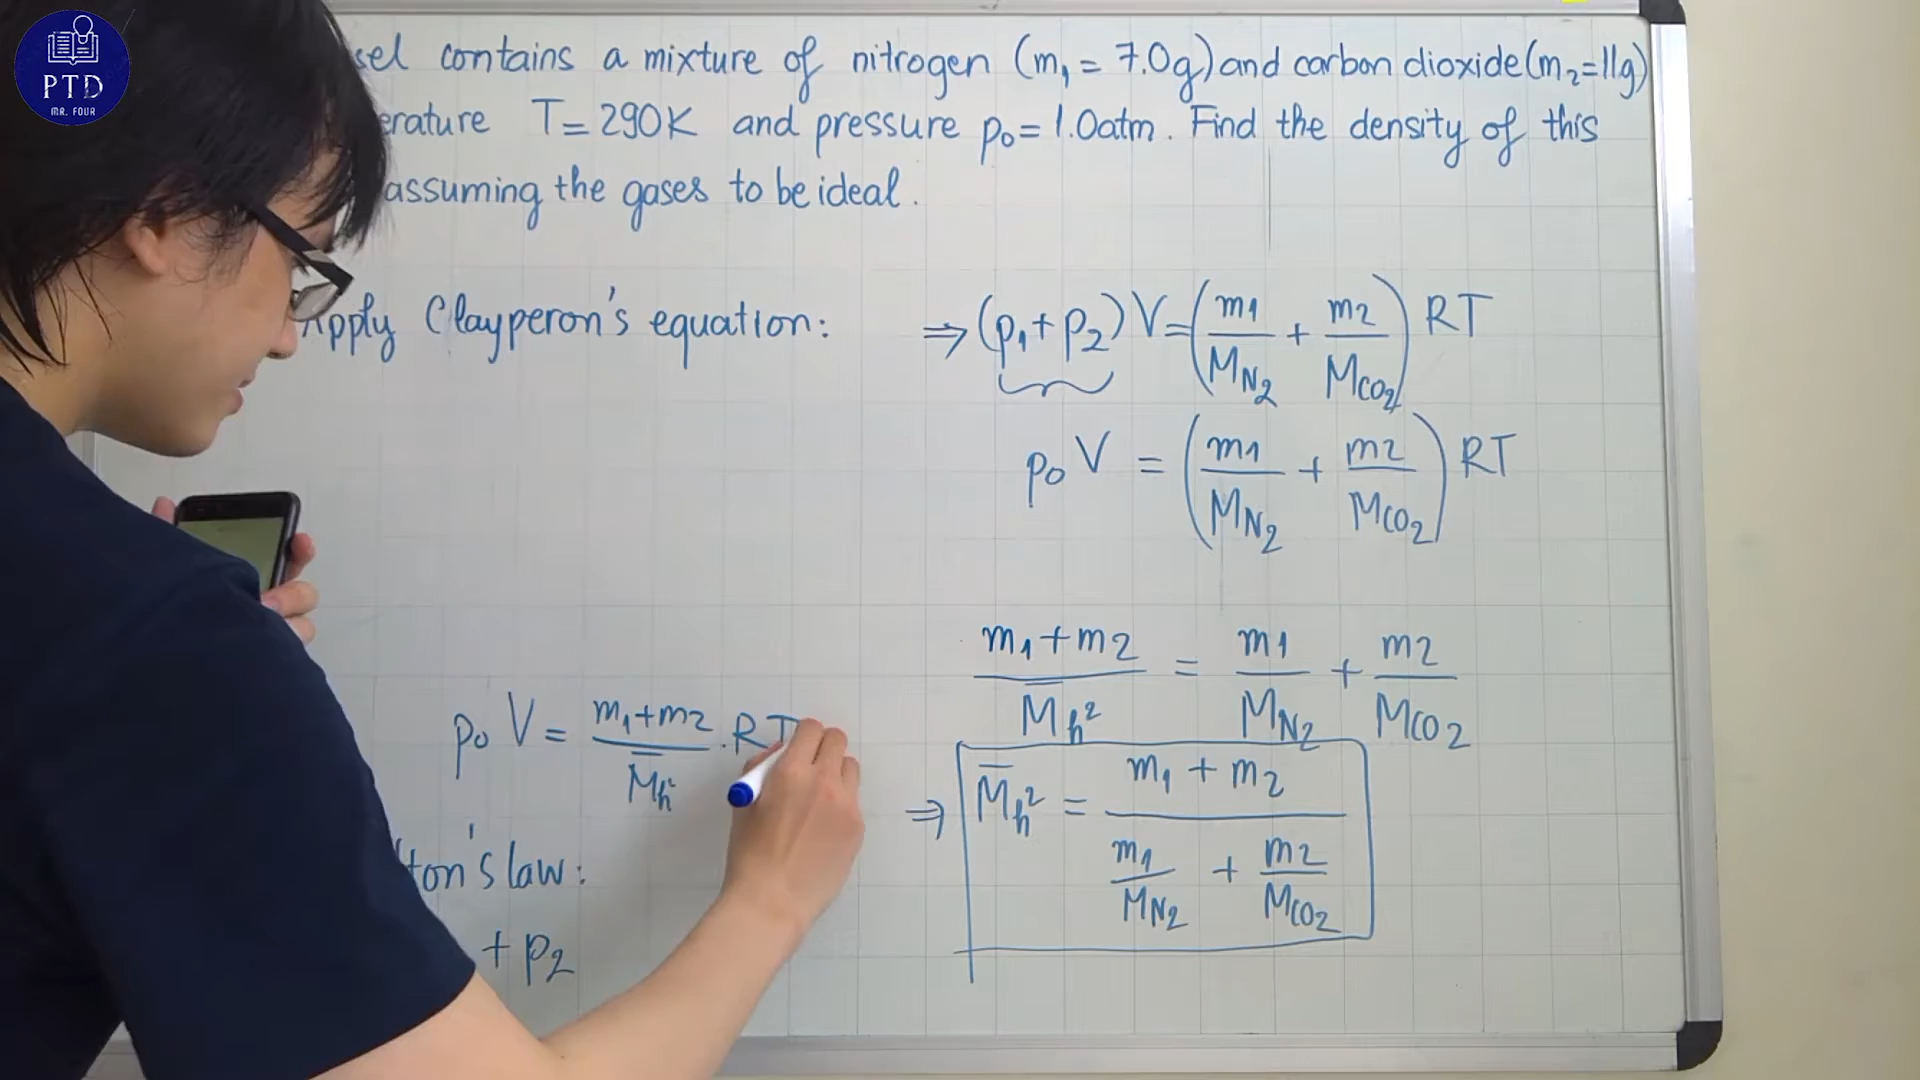 PTD
MR. FOUR
sel contains a mixture of nitrogen (m₁ = 7.0g) and carbon dioxide (m₂=11g)
erature T=290K and pressure p₀=1.0atm. Find the density of this
assuming the gases to be ideal.
Apply Clayperon's equation:
⇒ (p₁+p₂) V = (m₁/M_N₂ + m₂/M_CO₂) RT
p₀ V = (m₁/M_N₂ + m₂/M_CO₂) RT
(m₁+m₂)/M̅_h² = m₁/M_N₂ + m₂/M_CO₂
p₀ V = (m₁+m₂)/M̅_h² . RT
⇒ M̅_h² = (m₁ + m₂)/(m₁/M_N₂ + m₂/M_CO₂)
ton's law:
+ p₂